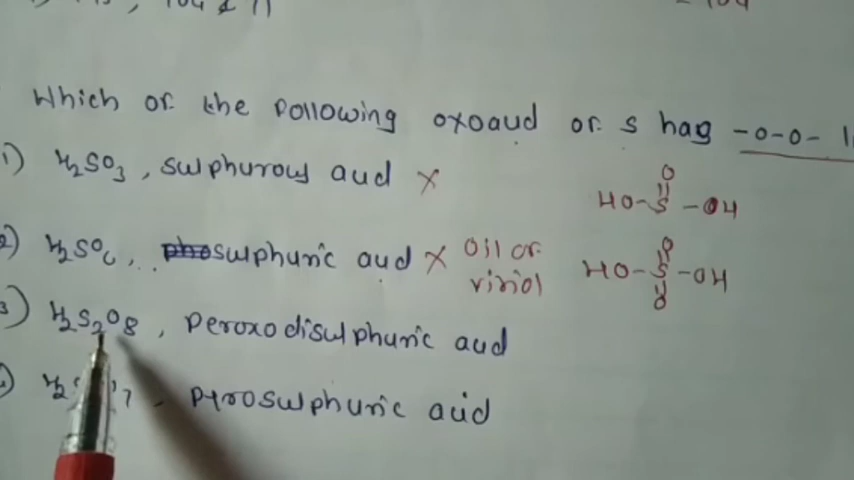 Which of the following oxoacid of S has -O-O-
1) H2SO3, sulphurous acid X
O
HO-S-OH
2) H2SO4, sulphuric acid X Oil of
vitriol
O
HO-S-OH
O
3) H2S2O8, peroxodisulphuric acid
pyrosulphuric acid